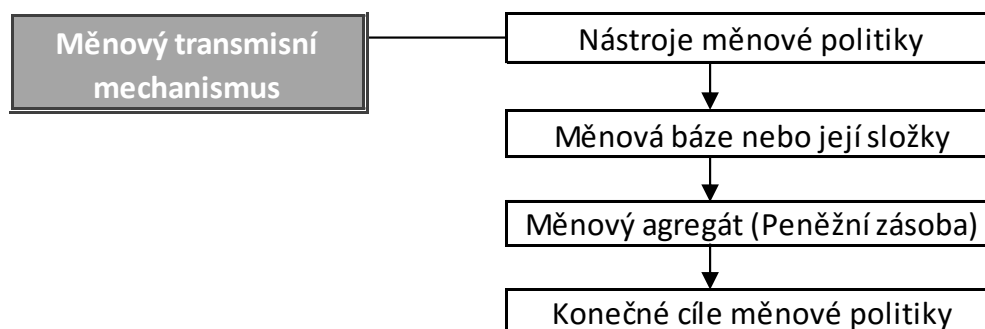 Měnový transmisní
mechanismus
Nástroje měnové politiky
Měnová báze nebo její složky
Měnový agregát (Peněžní zásoba)
Konečné cíle měnové politiky